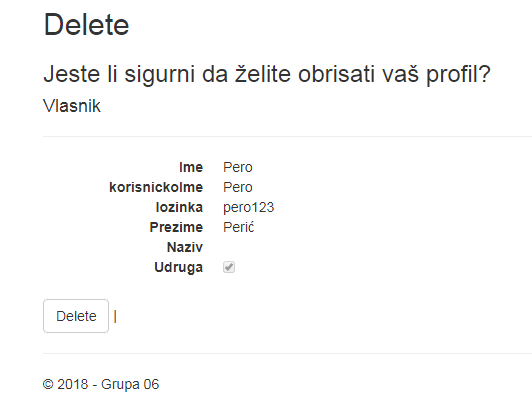 Delete
Jeste li sigurni da želite obrisati vaš profil?
Vlasnik
Ime Pero
korisnickoIme Pero
lozinka pero123
Prezime Perić
Naziv
Udruga
Delete |
© 2018 - Grupa 06